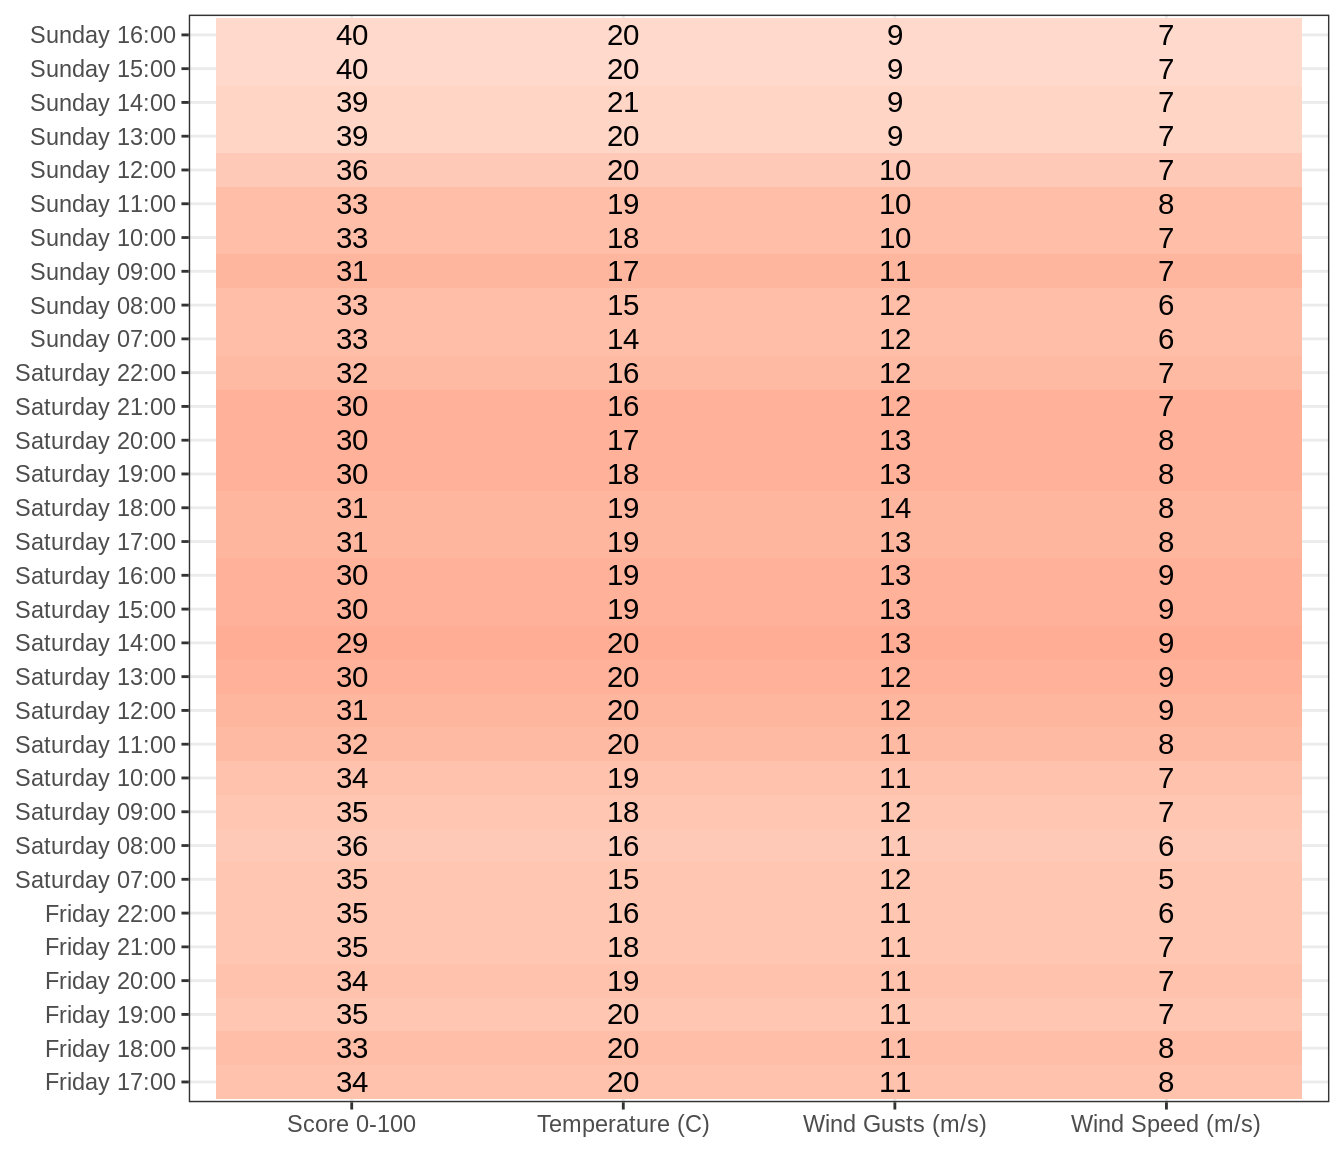 Sunday 16:00 40 20 9 7
Sunday 15:00 40 20 9 7
Sunday 14:00 39 21 9 7
Sunday 13:00 39 20 9 7
Sunday 12:00 36 20 10 7
Sunday 11:00 33 19 10 8
Sunday 10:00 33 18 10 7
Sunday 09:00 31 17 11 7
Sunday 08:00 33 15 12 6
Sunday 07:00 33 14 12 6
Saturday 22:00 32 16 12 7
Saturday 21:00 30 16 12 7
Saturday 20:00 30 17 13 8
Saturday 19:00 30 18 13 8
Saturday 18:00 31 19 14 8
Saturday 17:00 31 19 13 8
Saturday 16:00 30 19 13 9
Saturday 15:00 30 19 13 9
Saturday 14:00 29 20 13 9
Saturday 13:00 30 20 12 9
Saturday 12:00 31 20 12 9
Saturday 11:00 32 20 11 8
Saturday 10:00 34 19 11 7
Saturday 09:00 35 18 12 7
Saturday 08:00 36 16 11 6
Saturday 07:00 35 15 12 5
Friday 22:00 35 16 11 6
Friday 21:00 35 18 11 7
Friday 20:00 34 19 11 7
Friday 19:00 35 20 11 7
Friday 18:00 33 20 11 8
Friday 17:00 34 20 11 8
Score 0-100 Temperature (C) Wind Gusts (m/s) Wind Speed (m/s)